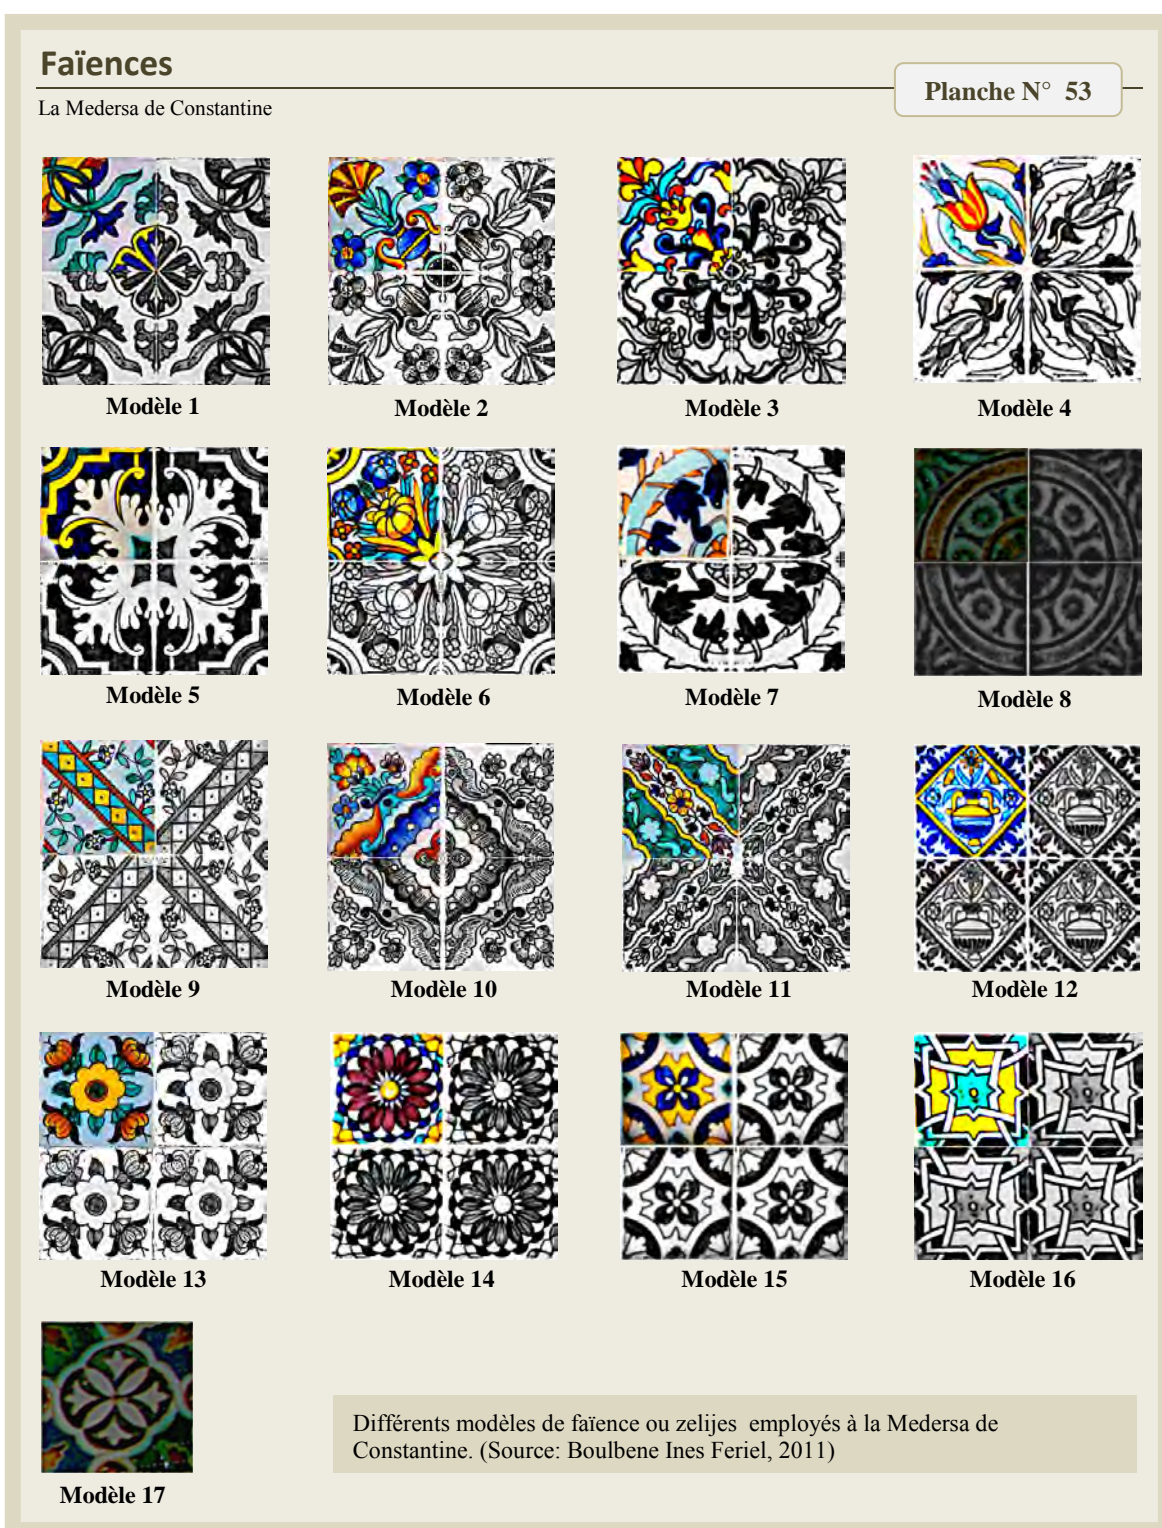 Faïences
Planche N° 53
La Medersa de Constantine
Modèle 1
Modèle 2
Modèle 3
Modèle 4
Modèle 5
Modèle 6
Modèle 7
Modèle 8
Modèle 9
Modèle 10
Modèle 11
Modèle 12
Modèle 13
Modèle 14
Modèle 15
Modèle 16
Modèle 17
Différents modèles de faïence ou zelijes employés à la Medersa de
Constantine. (Source: Boulbene Ines Feriel, 2011)